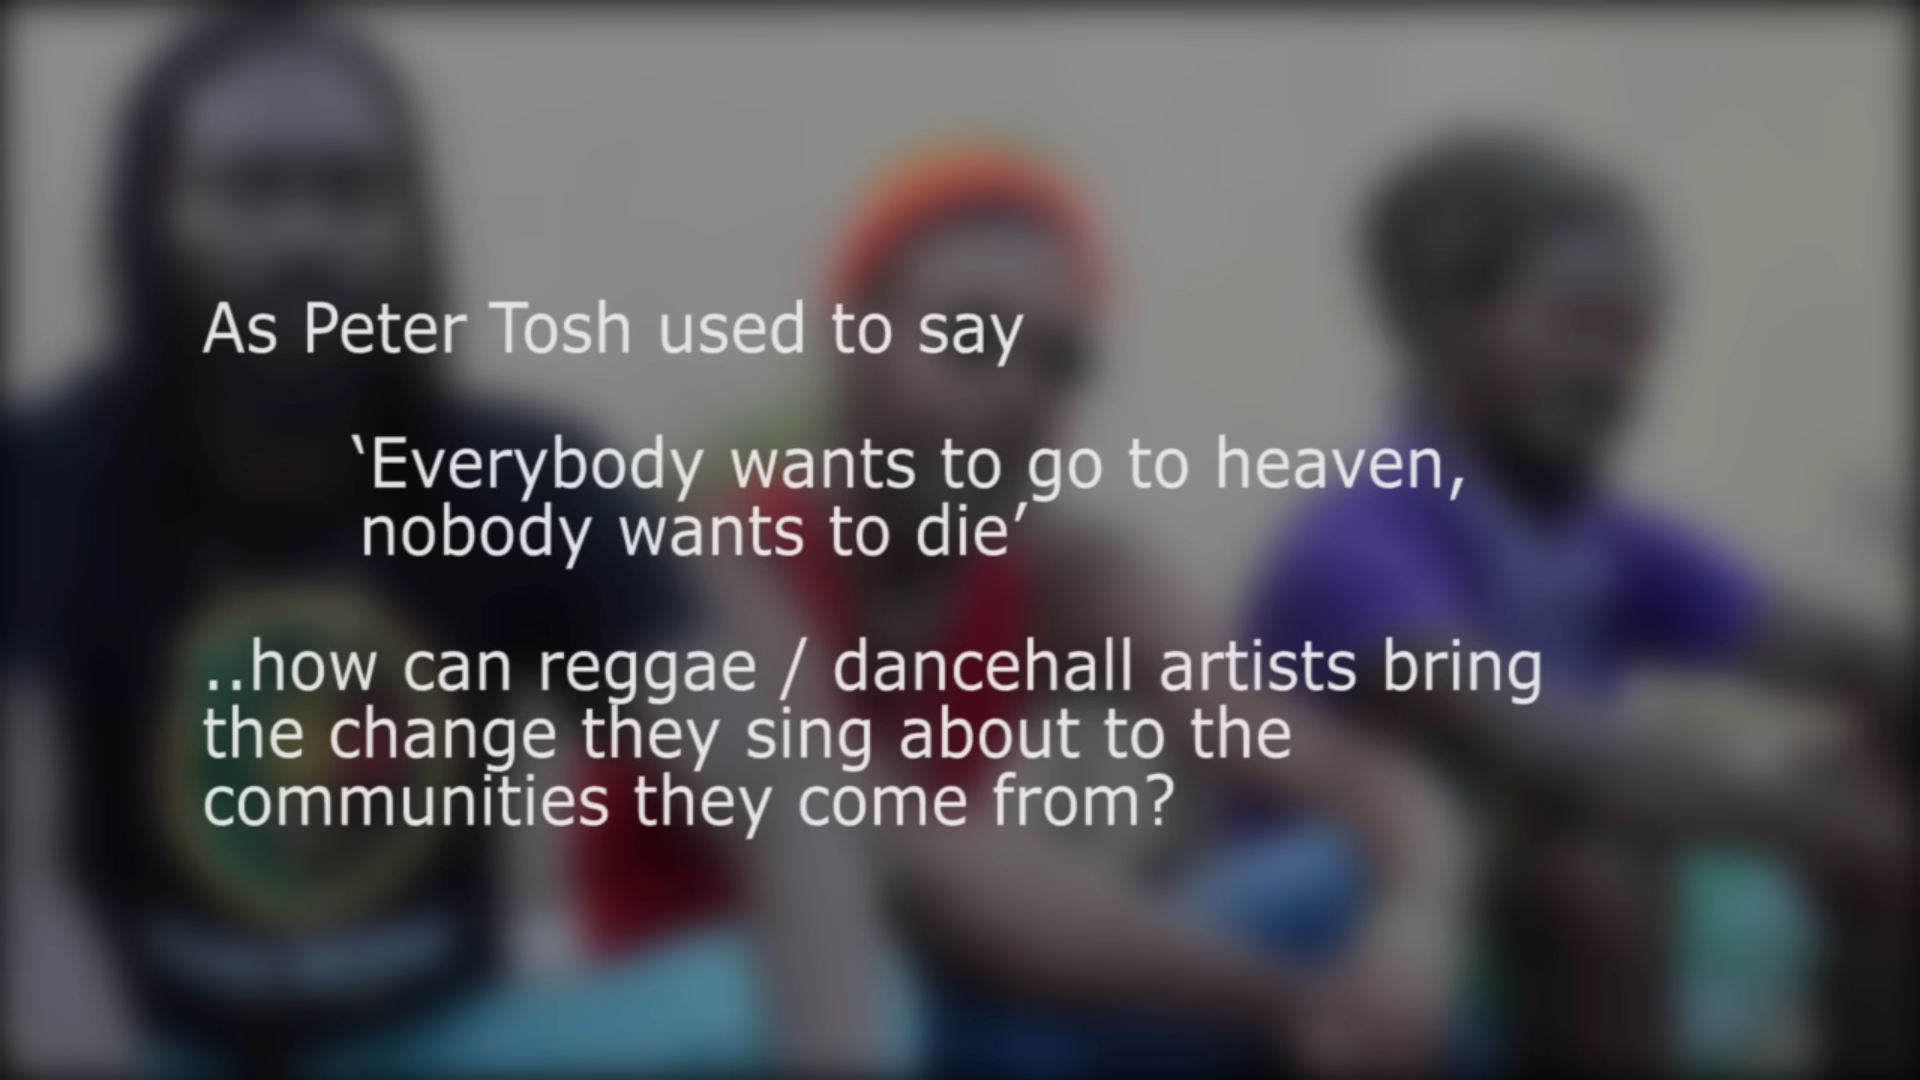 As Peter Tosh used to say
‘Everybody wants to go to heaven,
nobody wants to die’
..how can reggae / dancehall artists bring
the change they sing about to the
communities they come from?